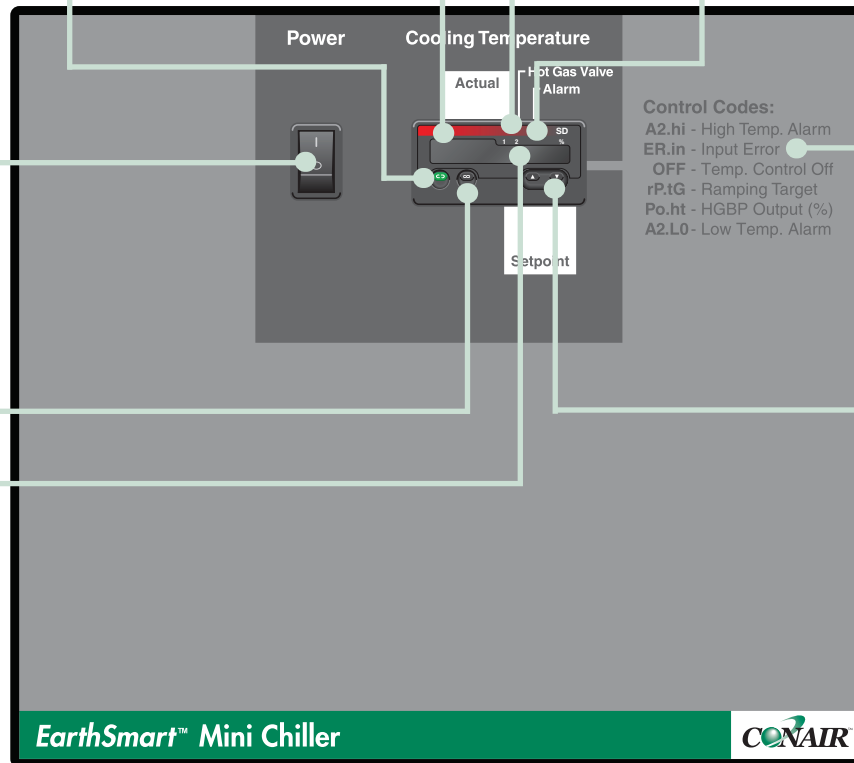 Power
Cooling Temperature
Actual
Hot Gas Valve
Alarm
SD
1 2 %
Setpoint
Control Codes:
A2.hi - High Temp. Alarm
ER.in - Input Error
OFF - Temp. Control Off
rP.tG - Ramping Target
Po.ht - HGBP Output (%)
A2.L0 - Low Temp. Alarm
EarthSmart™ Mini Chiller
CONAIR